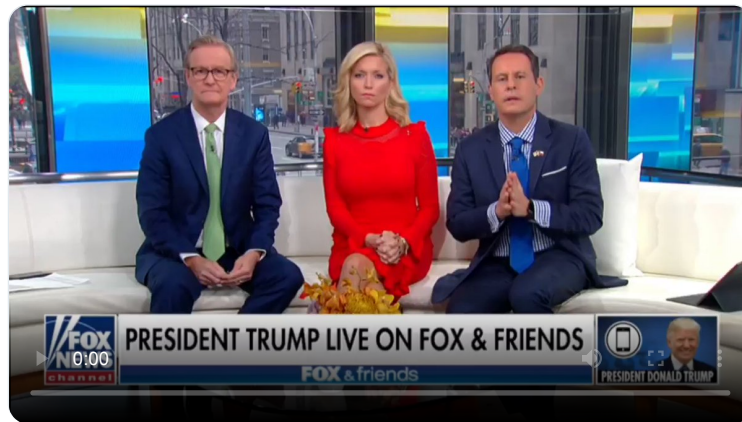 FOX
NEWS
channel
PRESIDENT TRUMP LIVE ON FOX & FRIENDS
FOX & friends
PRESIDENT DONALD TRUMP
0:00